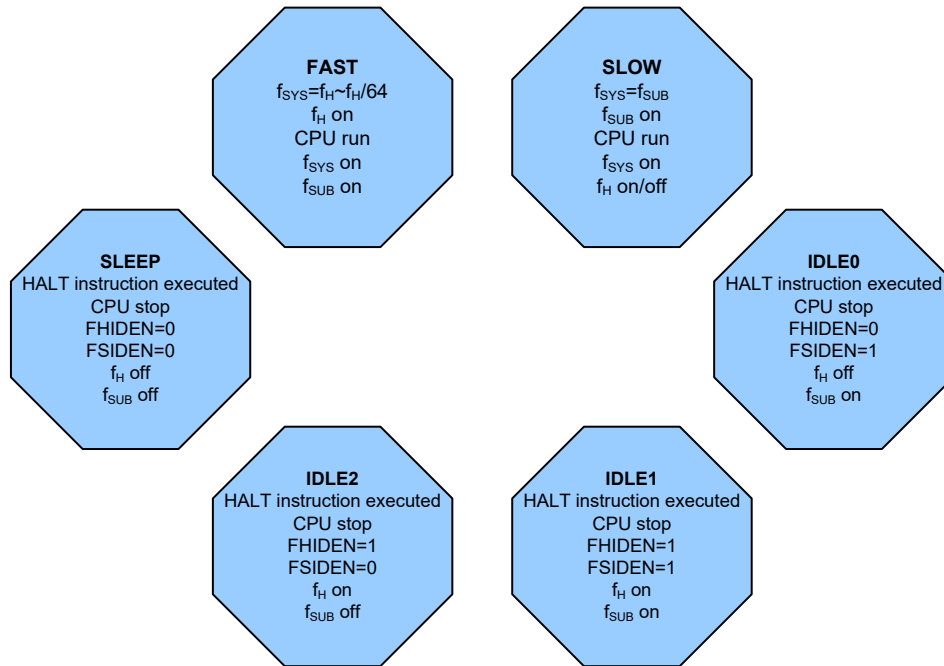 FAST
fSYS=fH~fH/64
fH on
CPU run
fSYS on
fSUB on
SLOW
fSYS=fSUB
fSUB on
CPU run
fSYS on
fH on/off
SLEEP
HALT instruction executed
CPU stop
FHIDEN=0
FSIDEN=0
fH off
fSUB off
IDLE0
HALT instruction executed
CPU stop
FHIDEN=0
FSIDEN=1
fH off
fSUB on
IDLE2
HALT instruction executed
CPU stop
FHIDEN=1
FSIDEN=0
fH on
fSUB off
IDLE1
HALT instruction executed
CPU stop
FHIDEN=1
FSIDEN=1
fH on
fSUB on